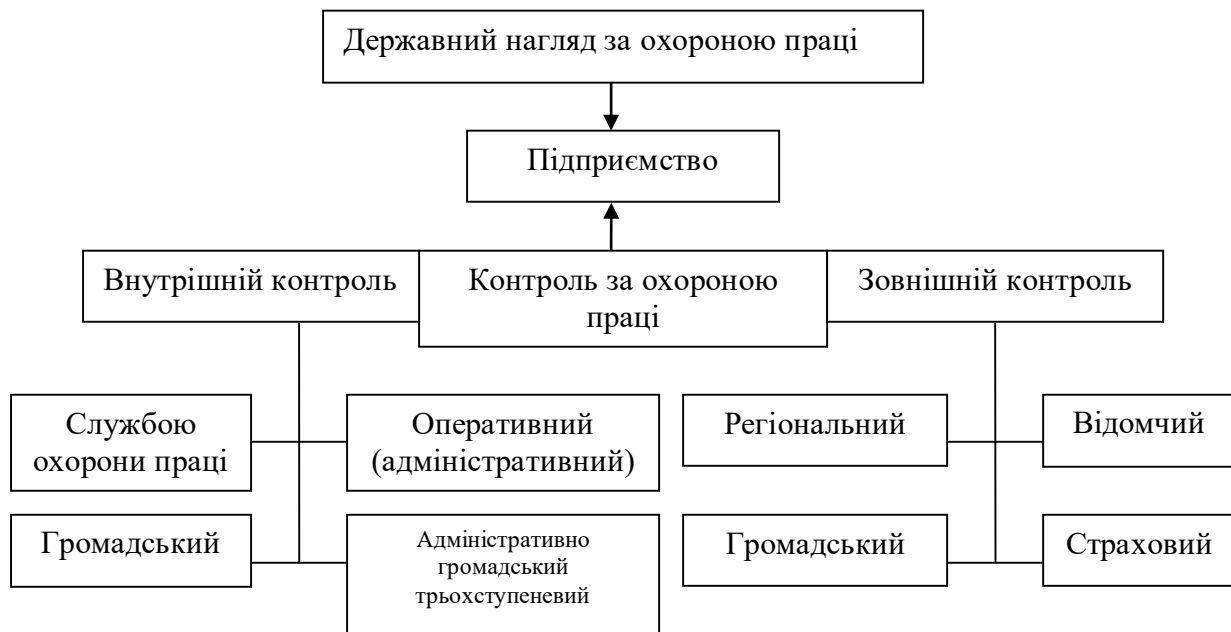 Державний нагляд за охороною праці
Підприємство
Внутрішній контроль
Контроль за охороною
праці
Зовнішній контроль
Службою
охорони праці
Оперативний
(адміністративний)
Регіональний
Відомчий
Громадський
Адміністративно
громадський
трьохступеневий
Громадський
Страховий